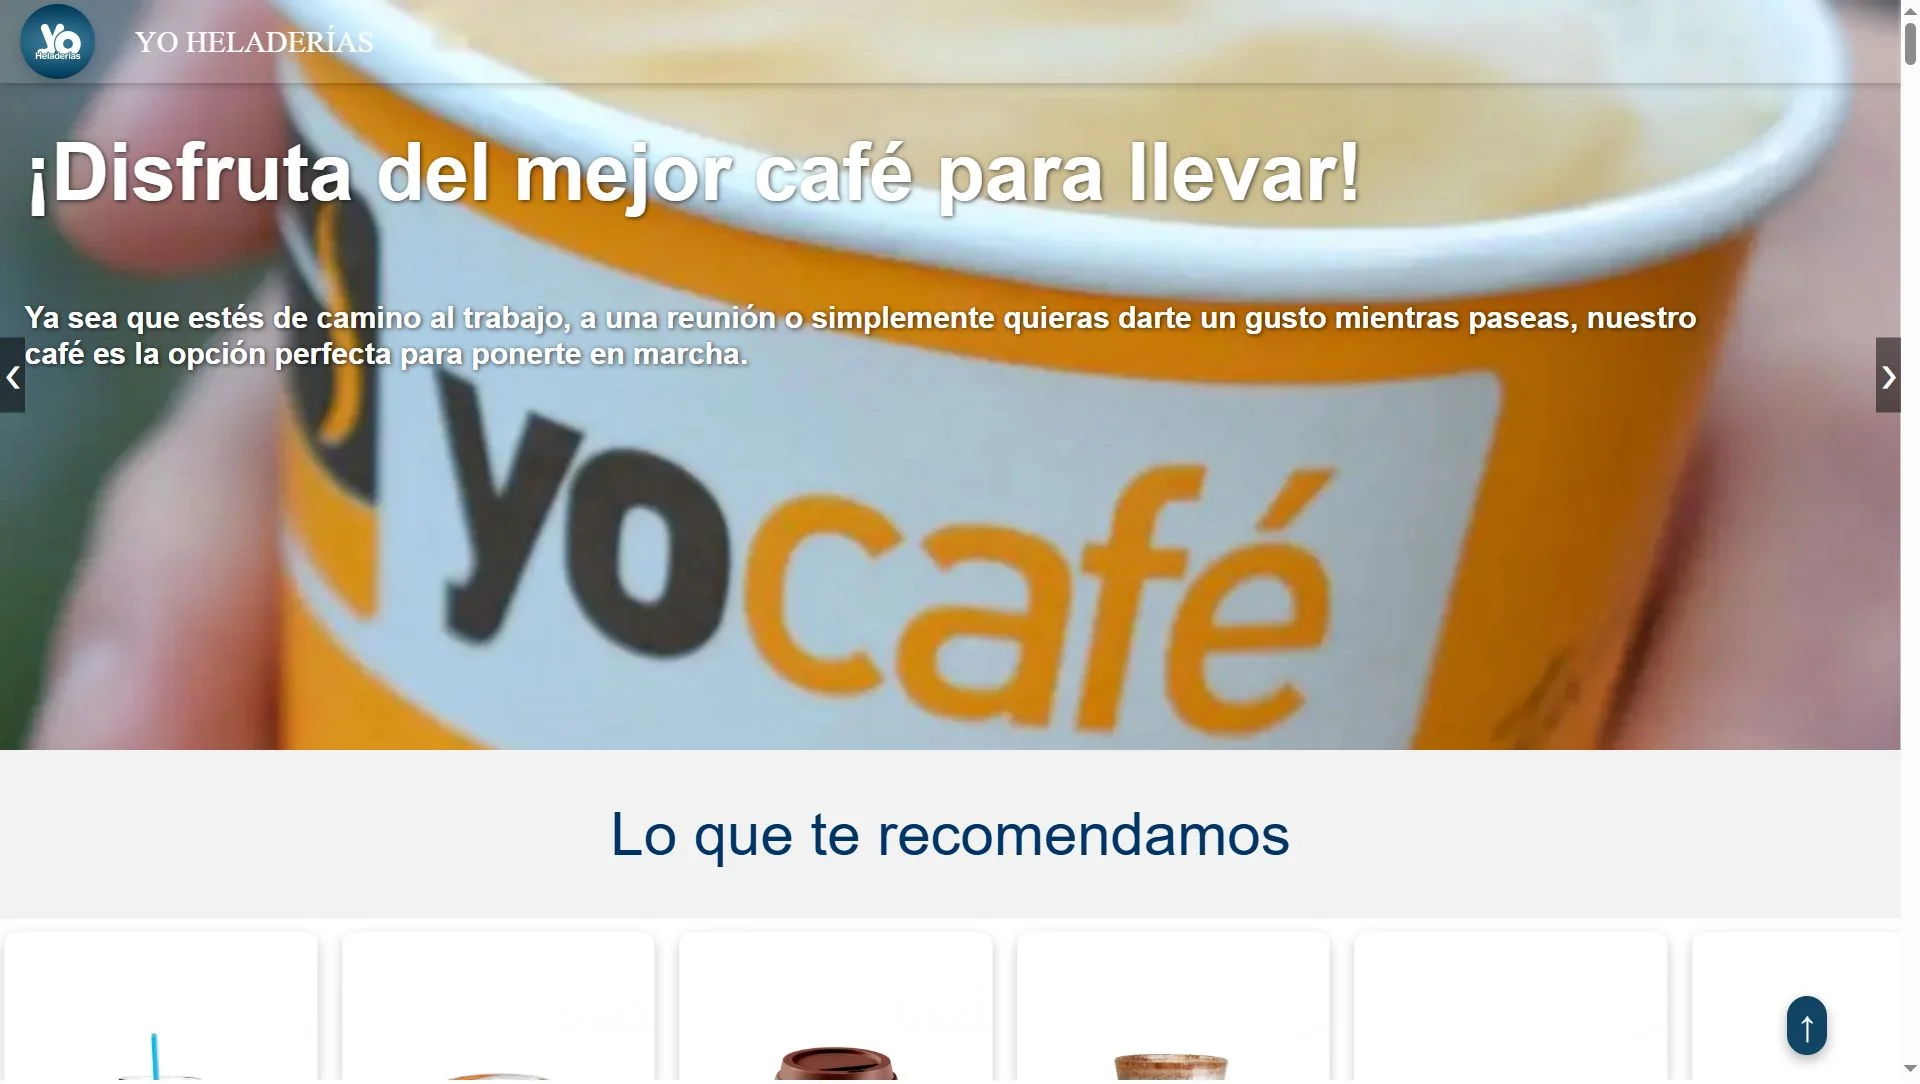 Yo
Heladerías
YO HELADERÍAS
¡Disfruta del mejor café para llevar!
Ya sea que estés de camino al trabajo, a una reunión o simplemente quieras darte un gusto mientras paseas, nuestro
café es la opción perfecta para ponerte en marcha.
❮
❯
yocafé
Lo que te recomendamos
↑